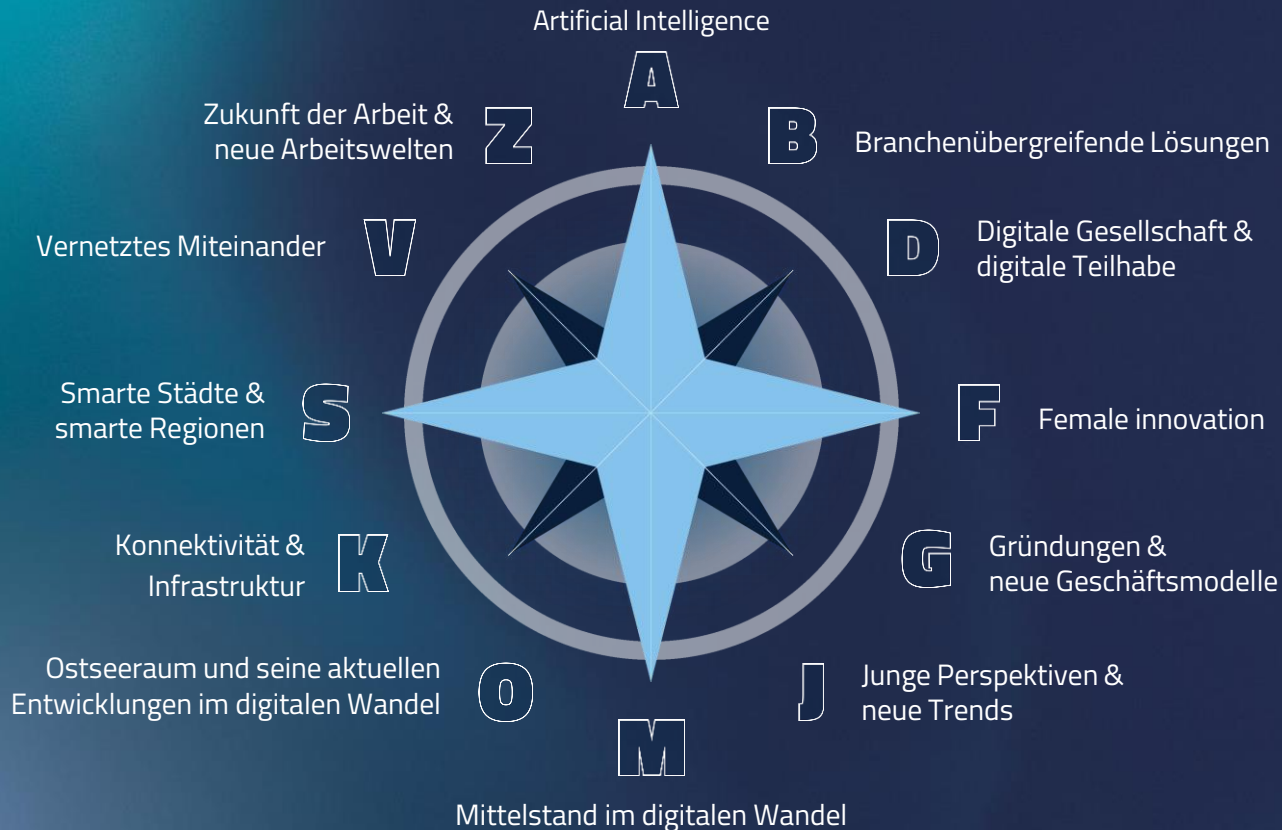 Artificial Intelligence
A
B
Branchenübergreifende Lösungen
D
Digitale Gesellschaft &
digitale Teilhabe
F
Female innovation
G
Gründungen &
neue Geschäftsmodelle
J
Junge Perspektiven &
neue Trends
M
Mittelstand im digitalen Wandel
O
Ostseeraum und seine aktuellen
Entwicklungen im digitalen Wandel
K
Konnektivität &
Infrastruktur
S
Smarte Städte &
smarte Regionen
V
Vernetztes Miteinander
Z
Zukunft der Arbeit &
neue Arbeitswelten